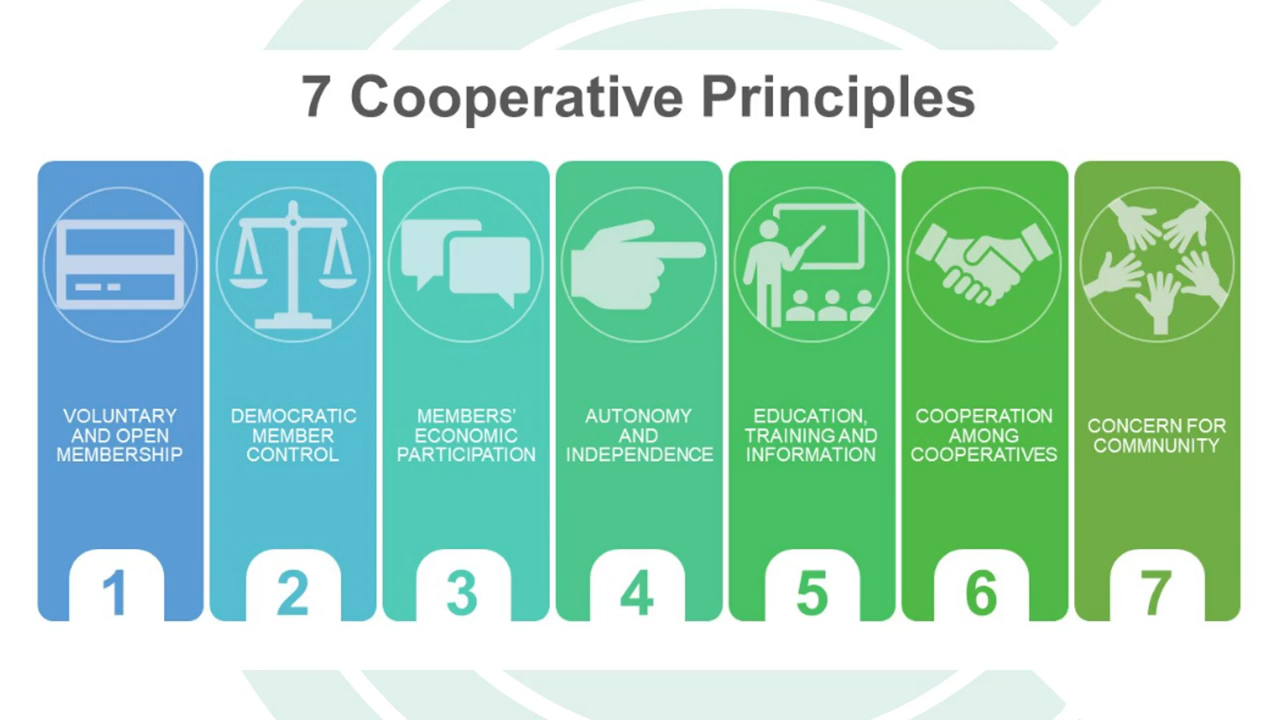 7 Cooperative Principles
VOLUNTARY
AND OPEN
MEMBERSHIP
1
DEMOCRATIC
MEMBER
CONTROL
2
MEMBERS'
ECONOMIC
PARTICIPATION
3
AUTONOMY
AND
INDEPENDENCE
4
EDUCATION,
TRAINING AND
INFORMATION
5
COOPERATION
AMONG
COOPERATIVES
6
CONCERN FOR
COMMNUNITY
7